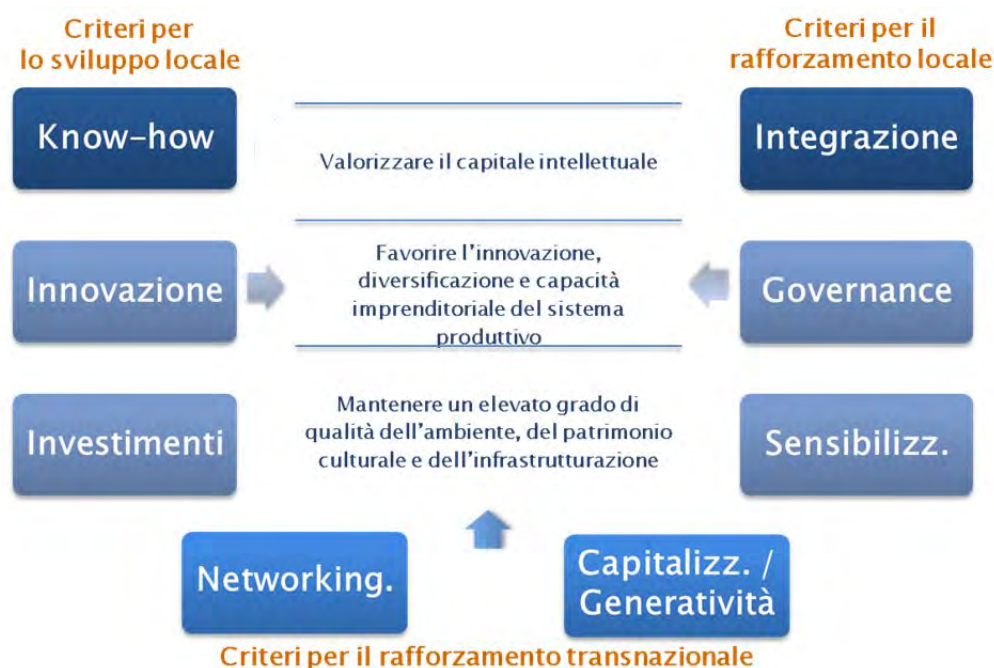 Criteri per
lo sviluppo locale
Criteri per il
rafforzamento locale
Know-how
Valorizzare il capitale intellettuale
Integrazione
Innovazione
Favorire l'innovazione,
diversificazione e capacità
imprenditoriale del sistema
produttivo
Governance
Investimenti
Mantenere un elevato grado di
qualità dell'ambiente, del patrimonio
culturale e dell'infrastrutturazione
Sensibilizz.
Networking.
Capitalizz. /
Generatività
Criteri per il rafforzamento transnazionale